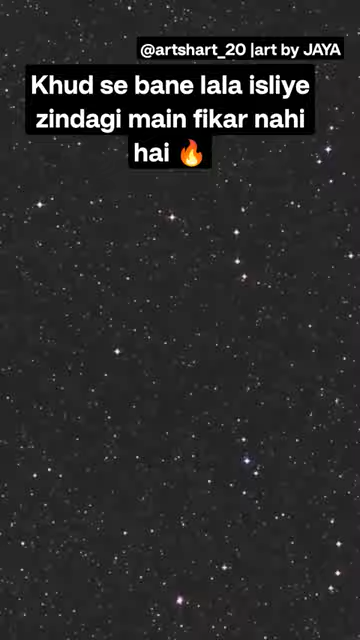 @artshart_20 |art by JAYA
Khud se bane lala isliye
zindagi main fikar nahi
hai 🔥